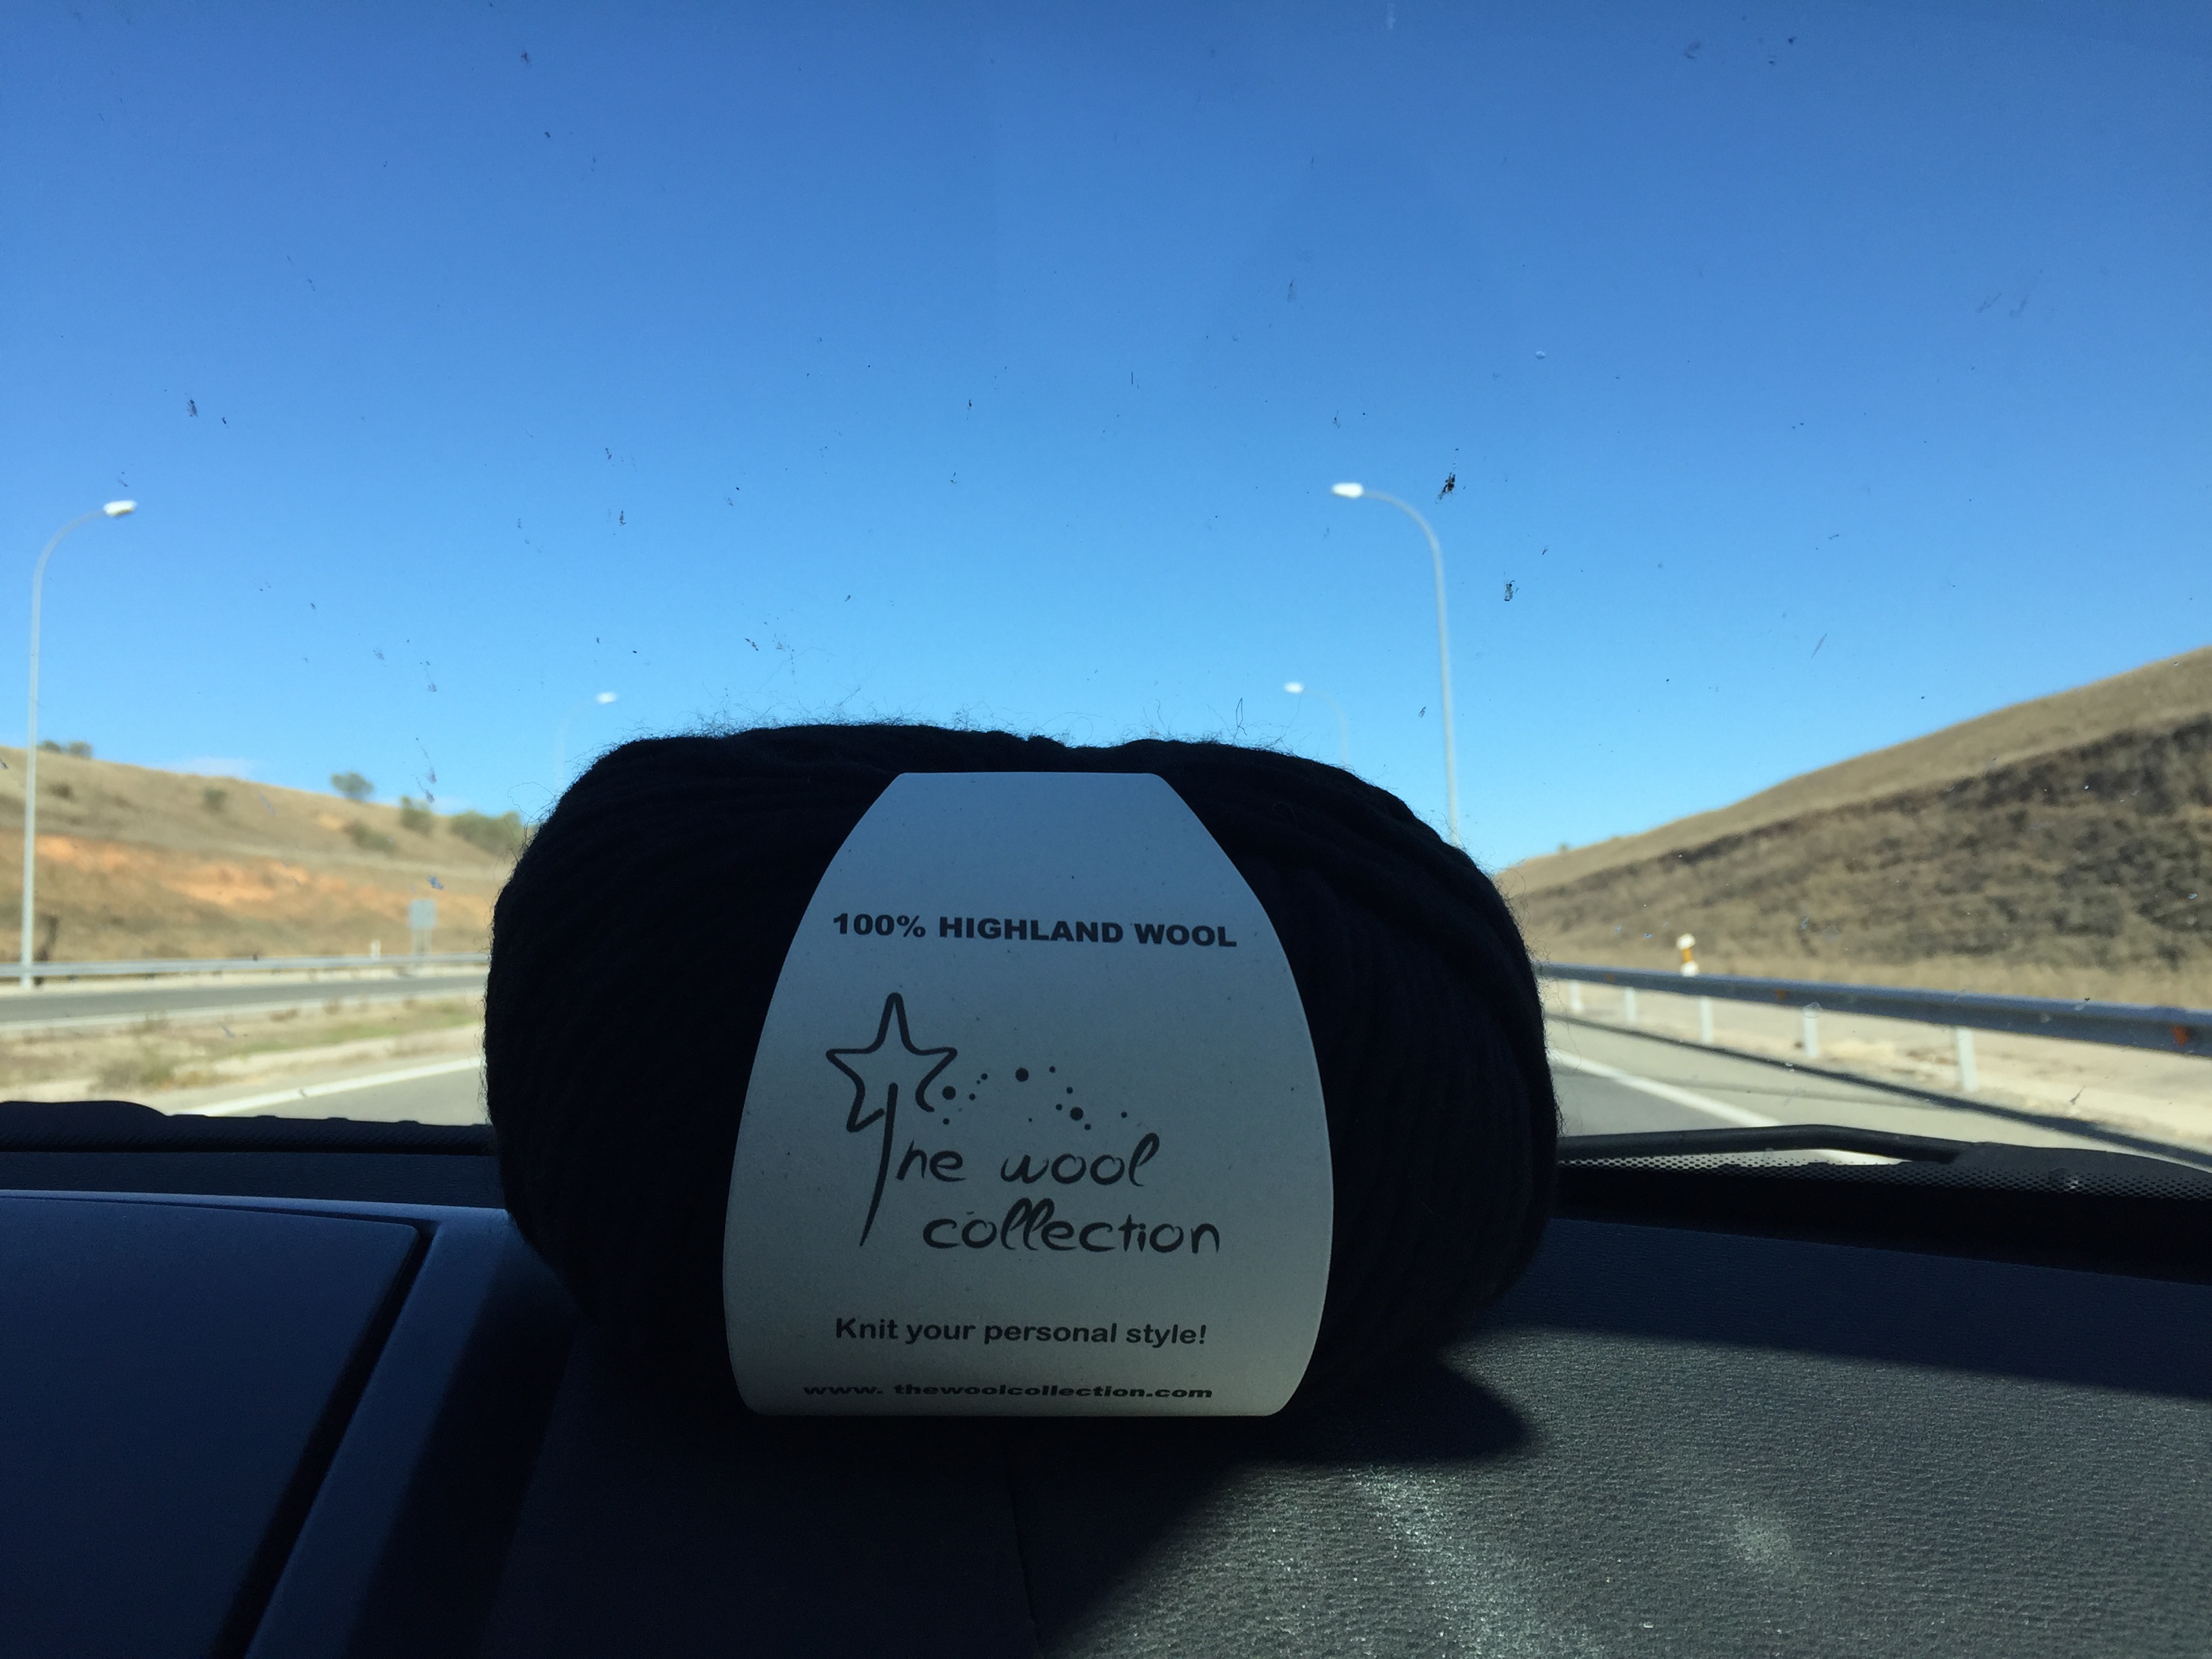 100% HIGHLAND WOOL
The wool
collection
Knit your personal style!
www. thewoolcollection.com